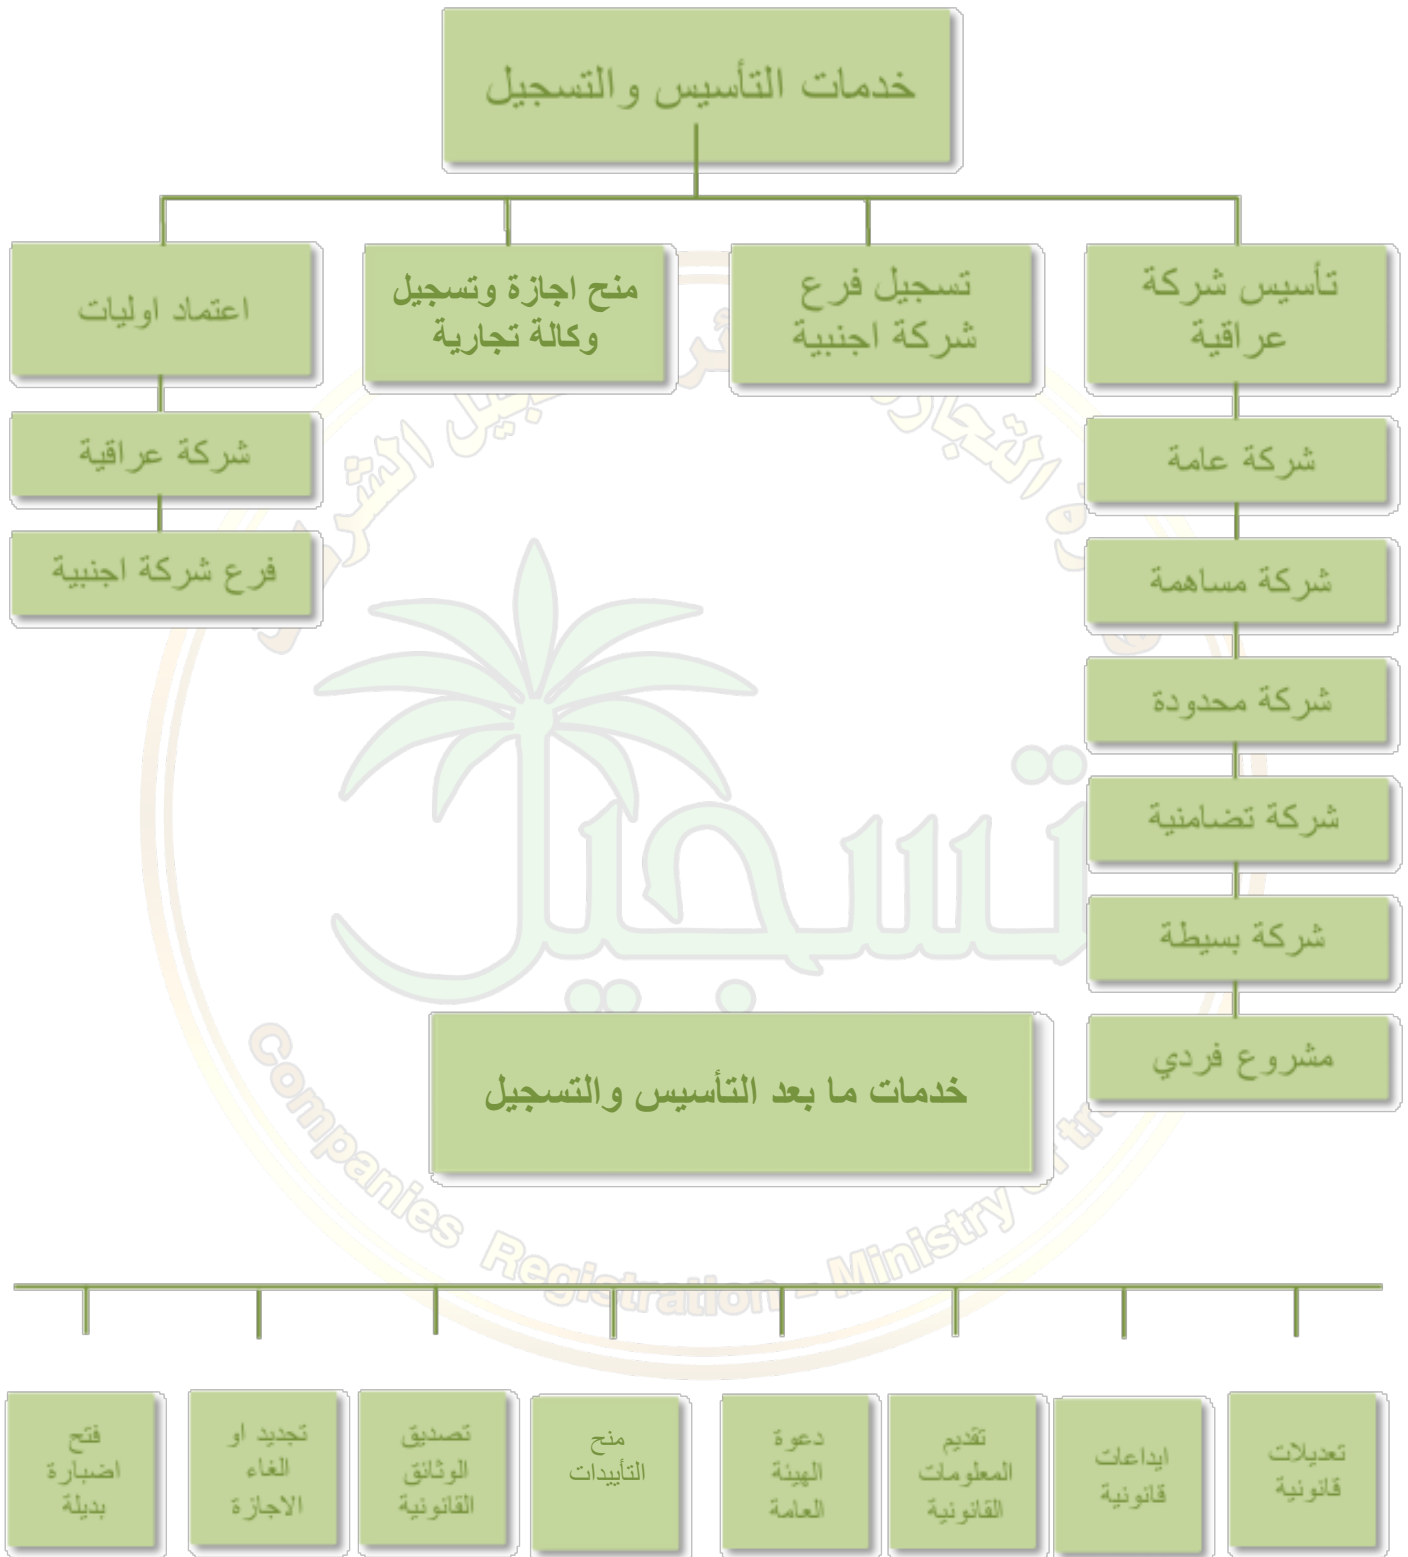 خدمات التأسيس والتسجيل
تأسيس شركة
عراقية
تسجيل فرع
شركة اجنبية
منح اجازة وتسجيل
وكالة تجارية
اعتماد اوليات
شركة عامة
شركة مساهمة
شركة محدودة
شركة تضامنية
شركة بسيطة
مشروع فردي
شركة عراقية
فرع شركة اجنبية
تسجيل
Companies Registration - Ministry of
خدمات ما بعد التأسيس والتسجيل
تعديلات
قانونية
ايداعات
قانونية
تقديم
المعلومات
القانونية
دعوة
الهيئة
العامة
منح
التأييدات
تصديق
الوثائق
القانونية
تجديد او
الغاء
الاجازة
فتح
اضبارة
بديلة